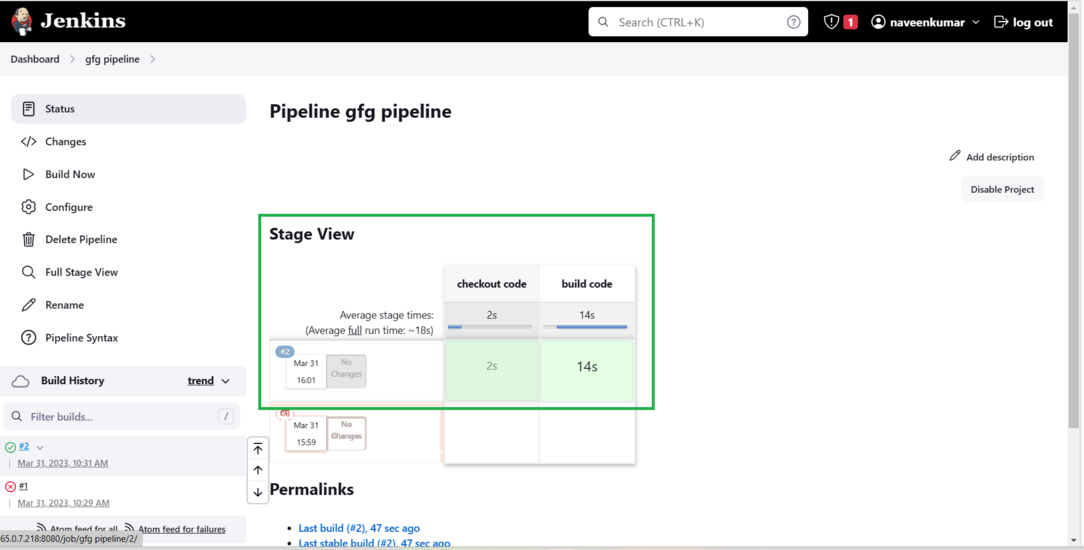 Jenkins
Search (CTRL+K)
?
1
naveenkumar
log out
Dashboard > gfg pipeline >
Status
Changes
Build Now
Configure
Delete Pipeline
Full Stage View
Rename
Pipeline Syntax
Build History
trend
Filter builds...
/
#2
Mar 31, 2023, 10:31 AM
#1
Mar 31, 2023, 10:29 AM
Atom feed for all Atom feed for failures
65.0.7.218:8080/job/gfg pipeline/2/
Pipeline gfg pipeline
Add description
Disable Project
Stage View
checkout code build code
Average stage times: 2s 14s
(Average full run time: ~18s)
#2
Mar 31 No
16:01 Changes
2s 14s
Mar 31 No
15:59 Changes
Permalinks
Last build (#2), 47 sec ago
Last stable build (#2), 47 sec ago